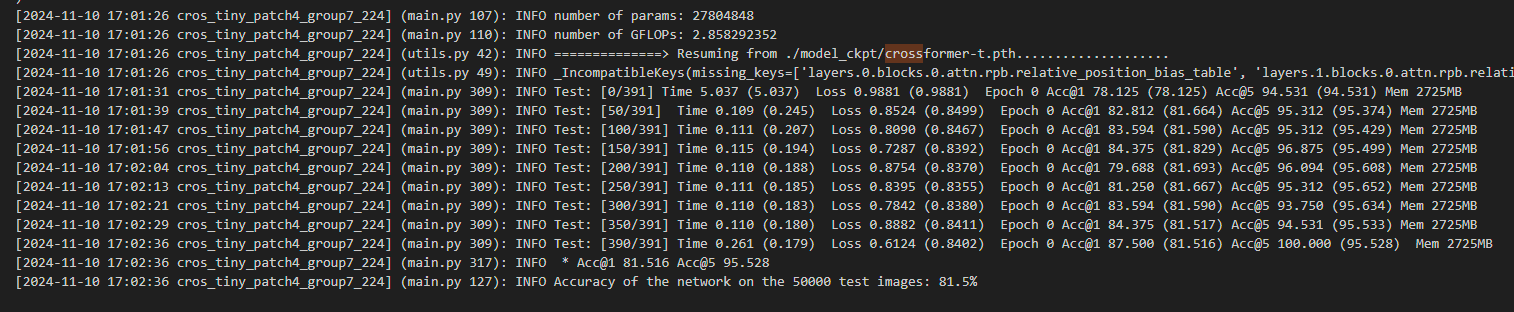 [2024-11-10 17:01:26 cros_tiny_patch4_group7_224] (main.py 107): INFO number of params: 27804848
[2024-11-10 17:01:26 cros_tiny_patch4_group7_224] (main.py 110): INFO number of GFLOPs: 2.858292352
[2024-11-10 17:01:26 cros_tiny_patch4_group7_224] (utils.py 42): INFO ==============> Resuming from ./model_ckpt/crossformer-t.pth....................
[2024-11-10 17:01:26 cros_tiny_patch4_group7_224] (utils.py 49): INFO _IncompatibleKeys(missing_keys=['layers.0.blocks.0.attn.rpb.relative_position_bias_table', 'layers.1.blocks.0.attn.rpb.relati
[2024-11-10 17:01:31 cros_tiny_patch4_group7_224] (main.py 309): INFO Test: [0/391] Time 5.037 (5.037)  Loss 0.9881 (0.9881)  Epoch 0 Acc@1 78.125 (78.125) Acc@5 94.531 (94.531) Mem 2725MB
[2024-11-10 17:01:39 cros_tiny_patch4_group7_224] (main.py 309): INFO Test: [50/391]  Time 0.109 (0.245)  Loss 0.8524 (0.8499)  Epoch 0 Acc@1 82.812 (81.664) Acc@5 95.312 (95.374) Mem 2725MB
[2024-11-10 17:01:47 cros_tiny_patch4_group7_224] (main.py 309): INFO Test: [100/391] Time 0.111 (0.207)  Loss 0.8090 (0.8467)  Epoch 0 Acc@1 83.594 (81.590) Acc@5 95.312 (95.429) Mem 2725MB
[2024-11-10 17:01:56 cros_tiny_patch4_group7_224] (main.py 309): INFO Test: [150/391] Time 0.115 (0.194)  Loss 0.7287 (0.8392)  Epoch 0 Acc@1 84.375 (81.829) Acc@5 96.875 (95.499) Mem 2725MB
[2024-11-10 17:02:04 cros_tiny_patch4_group7_224] (main.py 309): INFO Test: [200/391] Time 0.110 (0.188)  Loss 0.8754 (0.8370)  Epoch 0 Acc@1 79.688 (81.693) Acc@5 96.094 (95.608) Mem 2725MB
[2024-11-10 17:02:13 cros_tiny_patch4_group7_224] (main.py 309): INFO Test: [250/391] Time 0.111 (0.185)  Loss 0.8395 (0.8355)  Epoch 0 Acc@1 81.250 (81.667) Acc@5 95.312 (95.652) Mem 2725MB
[2024-11-10 17:02:21 cros_tiny_patch4_group7_224] (main.py 309): INFO Test: [300/391] Time 0.110 (0.183)  Loss 0.7842 (0.8380)  Epoch 0 Acc@1 83.594 (81.590) Acc@5 93.750 (95.634) Mem 2725MB
[2024-11-10 17:02:29 cros_tiny_patch4_group7_224] (main.py 309): INFO Test: [350/391] Time 0.110 (0.180)  Loss 0.8882 (0.8411)  Epoch 0 Acc@1 84.375 (81.517) Acc@5 94.531 (95.533) Mem 2725MB
[2024-11-10 17:02:36 cros_tiny_patch4_group7_224] (main.py 309): INFO Test: [390/391] Time 0.261 (0.179)  Loss 0.6124 (0.8402)  Epoch 0 Acc@1 87.500 (81.516) Acc@5 100.000 (95.528)  Mem 2725MB
[2024-11-10 17:02:36 cros_tiny_patch4_group7_224] (main.py 317): INFO  * Acc@1 81.516 Acc@5 95.528
[2024-11-10 17:02:36 cros_tiny_patch4_group7_224] (main.py 127): INFO Accuracy of the network on the 50000 test images: 81.5%